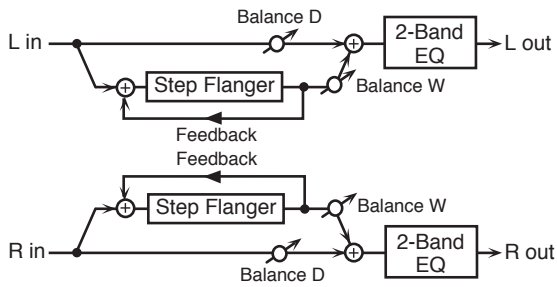 Balance D
L in
2-Band
EQ
L out
Step Flanger
Balance W
Feedback
Feedback
Step Flanger
Balance W
R in
2-Band
EQ
R out
Balance D